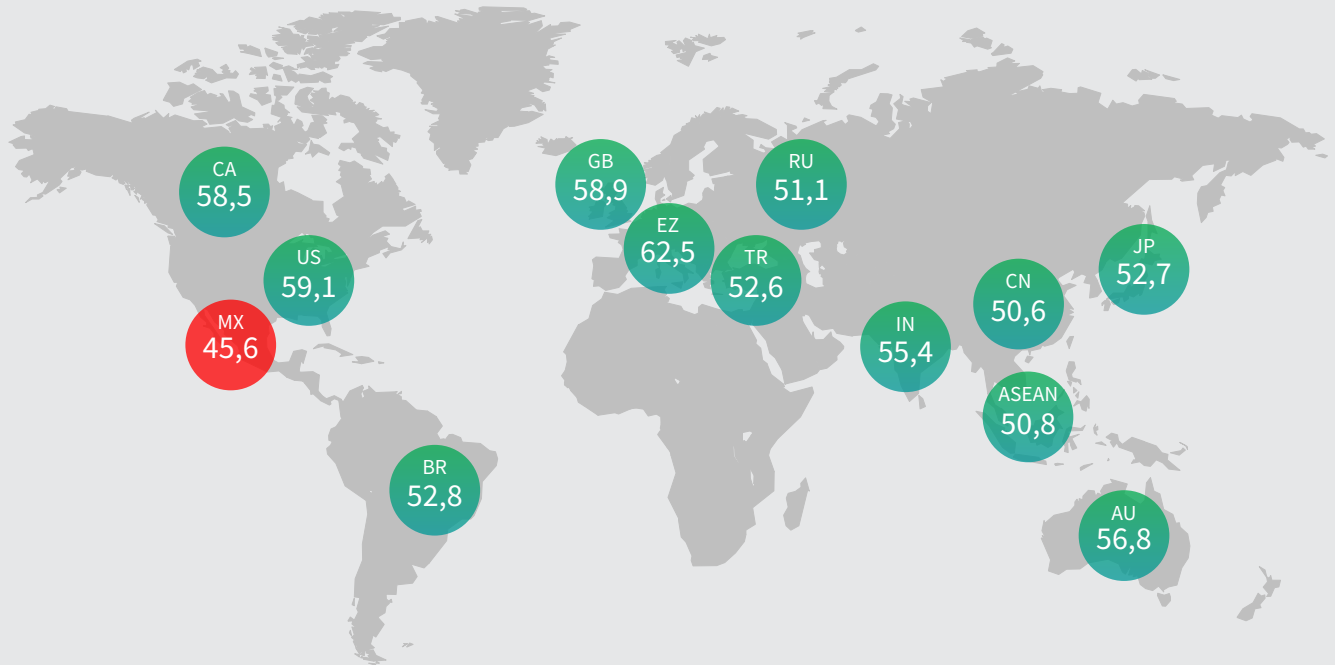 CA
58,5
GB
58,9
RU
51,1
EZ
62,5
US
59,1
TR
52,6
JP
52,7
CN
50,6
MX
45,6
IN
55,4
ASEAN
50,8
BR
52,8
AU
56,8